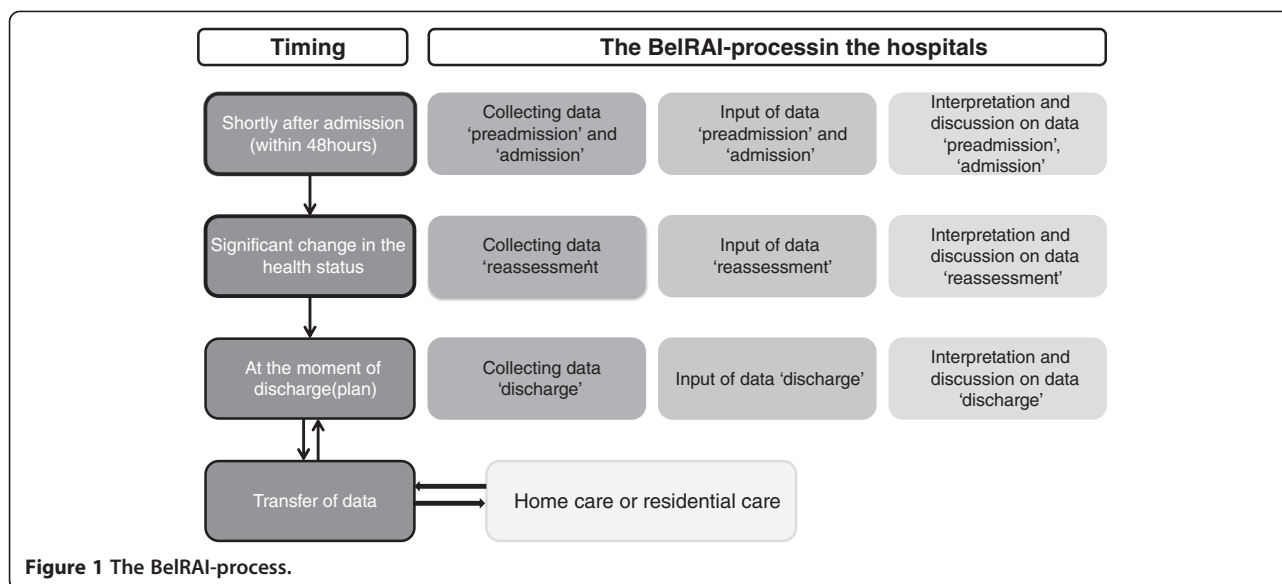 Timing
The BelRAI-processin the hospitals
Shortly after admission
(within 48hours)
Collecting data
‘preadmission’ and
‘admission’
Input of data
‘preadmission’ and
‘admission’
Interpretation and
discussion on data
‘preadmission’,
‘admission’
Significant change in the
health status
Collecting data
‘reassessment’
Input of data
‘reassessment’
Interpretation and
discussion on data
‘reassessment’
At the moment of
discharge(plan)
Collecting data
‘discharge’
Input of data ‘discharge’
Interpretation and
discussion on data
‘discharge’
Transfer of data
Home care or residential care
Figure 1 The BelRAI-process.